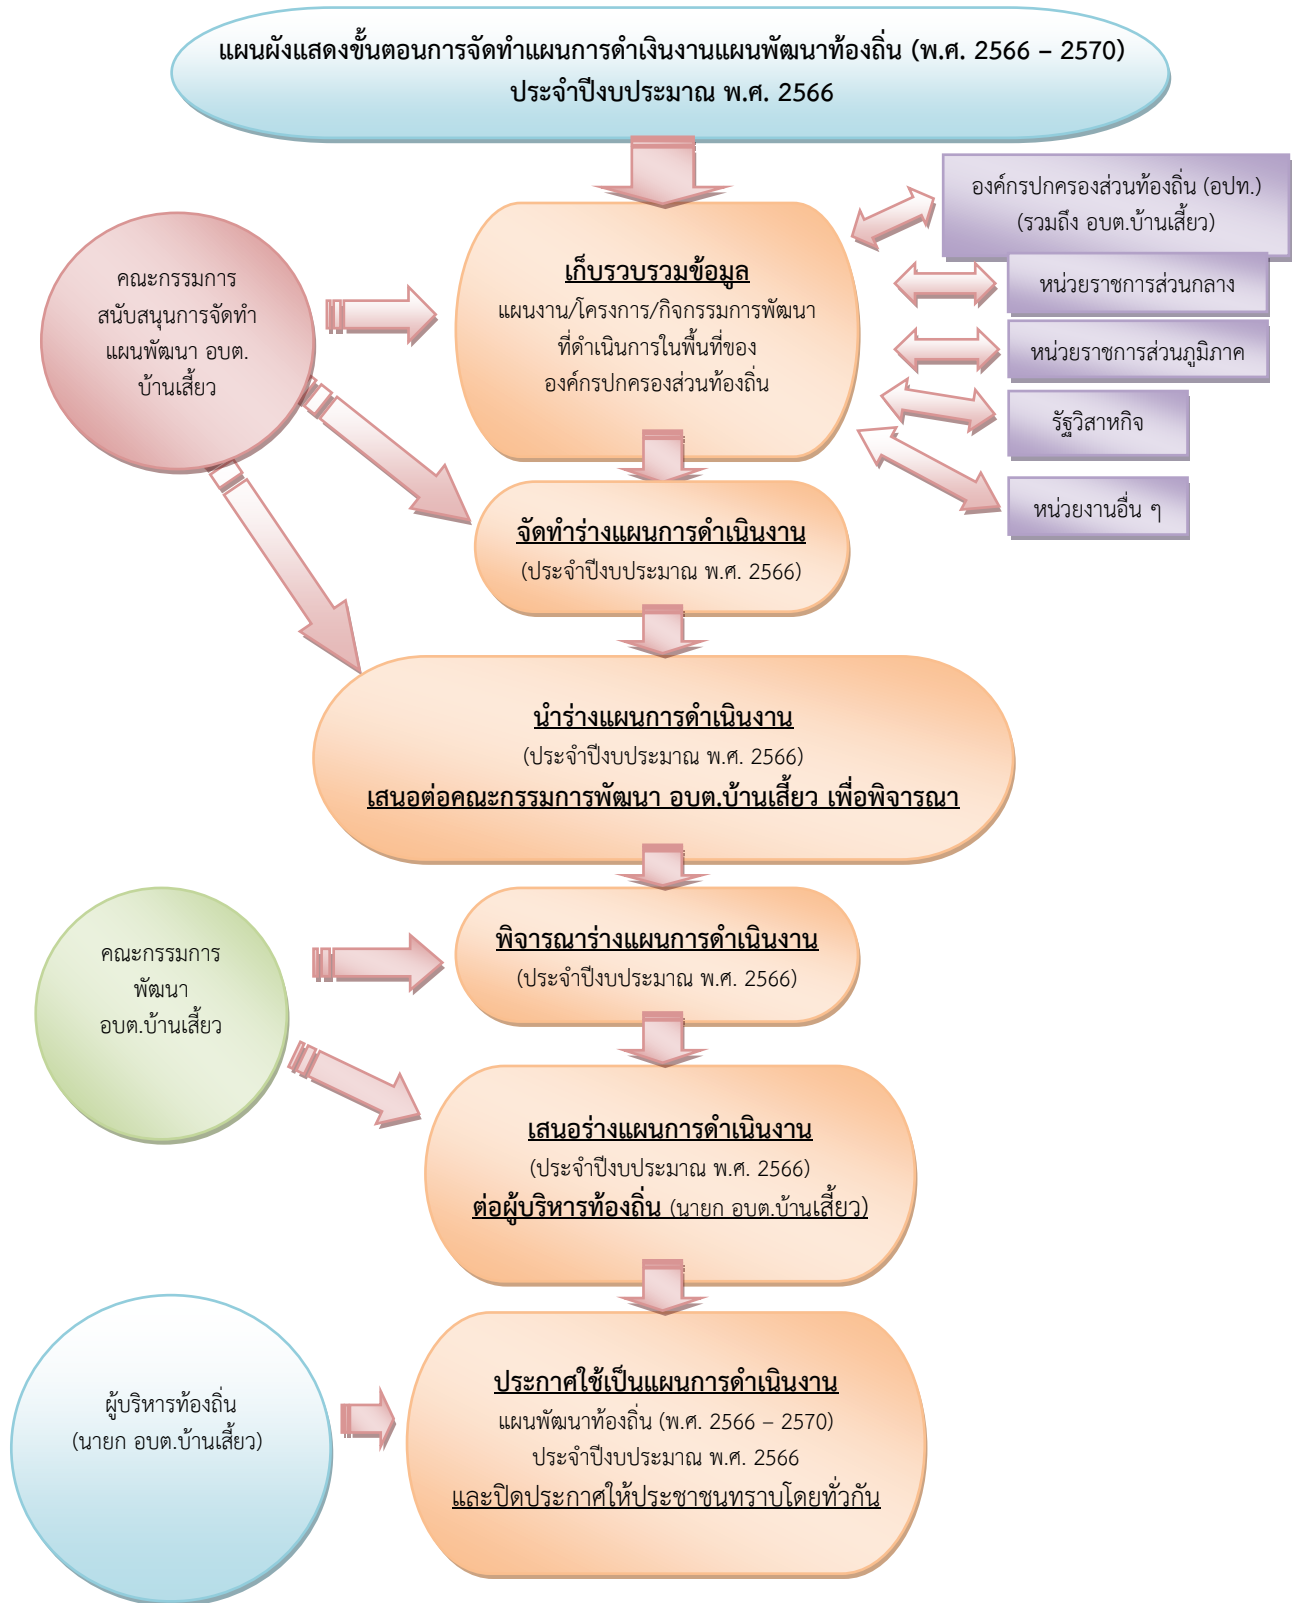 แผนผังแสดงขั้นตอนการจัดทำแผนการดำเงินงานแผนพัฒนาท้องถิ่น (พ.ศ. 2566 – 2570)
ประจำปีงบประมาณ พ.ศ. 2566
องค์กรปกครองส่วนท้องถิ่น (อปท.)
(รวมถึง อบต.บ้านเสี้ยว)
หน่วยราชการส่วนกลาง
หน่วยราชการส่วนภูมิภาค
รัฐวิสาหกิจ
หน่วยงานอื่น ๆ
คณะกรรมการ
สนับสนุนการจัดทำ
แผนพัฒนา อบต.
บ้านเสี้ยว
เก็บรวบรวมข้อมูล
แผนงาน/โครงการ/กิจกรรมการพัฒนา
ที่ดำเนินการในพื้นที่ของ
องค์กรปกครองส่วนท้องถิ่น
จัดทำร่างแผนการดำเนินงาน
(ประจำปีงบประมาณ พ.ศ. 2566)
นำร่างแผนการดำเนินงาน
(ประจำปีงบประมาณ พ.ศ. 2566)
เสนอต่อคณะกรรมการพัฒนา อบต.บ้านเสี้ยว เพื่อพิจารณา
คณะกรรมการ
พัฒนา
อบต.บ้านเสี้ยว
พิจารณาร่างแผนการดำเนินงาน
(ประจำปีงบประมาณ พ.ศ. 2566)
เสนอร่างแผนการดำเนินงาน
(ประจำปีงบประมาณ พ.ศ. 2566)
ต่อผู้บริหารท้องถิ่น (นายก อบต.บ้านเสี้ยว)
ผู้บริหารท้องถิ่น
(นายก อบต.บ้านเสี้ยว)
ประกาศใช้เป็นแผนการดำเนินงาน
แผนพัฒนาท้องถิ่น (พ.ศ. 2566 – 2570)
ประจำปีงบประมาณ พ.ศ. 2566
และปิดประกาศให้ประชาชนทราบโดยทั่วกัน